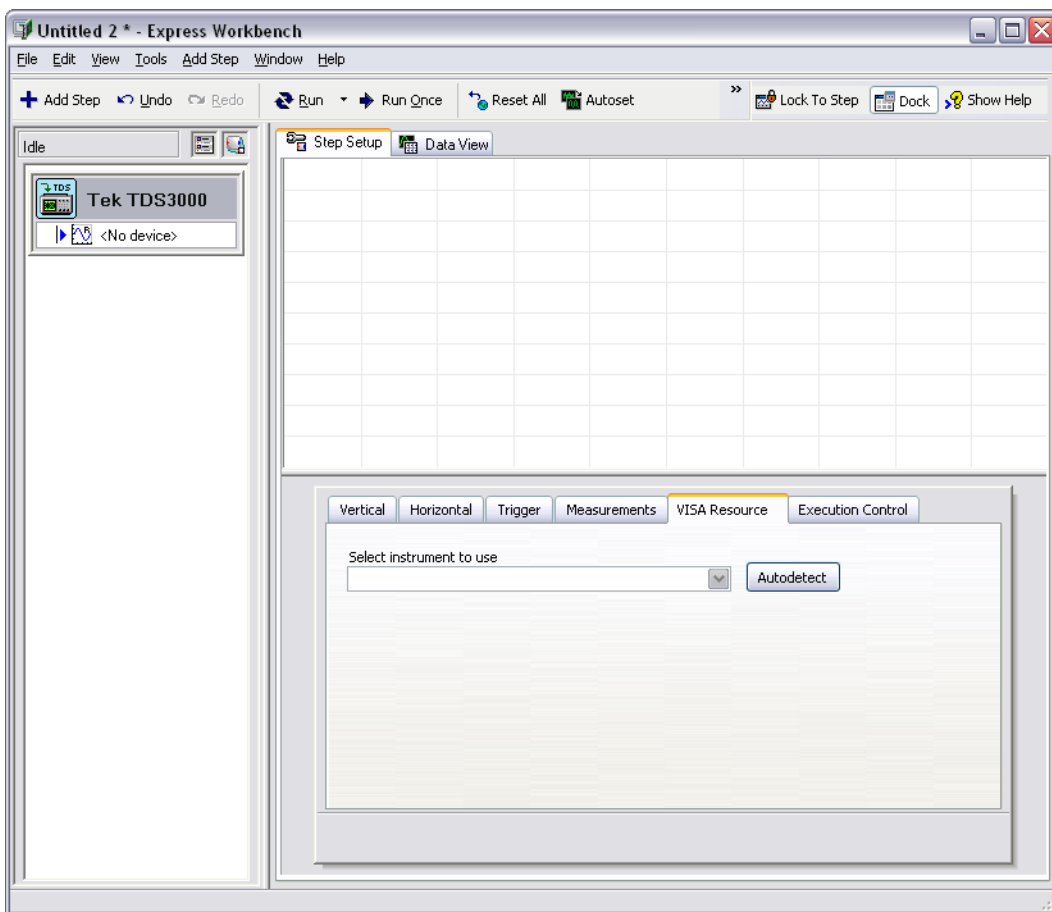 Untitled 2 * - Express Workbench
File Edit View Tools Add Step Window Help
Add Step Undo Redo Run Run Once Reset All Autoset » Lock To Step Dock Show Help
Idle
Step Setup Data View
TDS
Tek TDS3000
R <No device>
Vertical Horizontal Trigger Measurements VISA Resource Execution Control
Select instrument to use
Autodetect